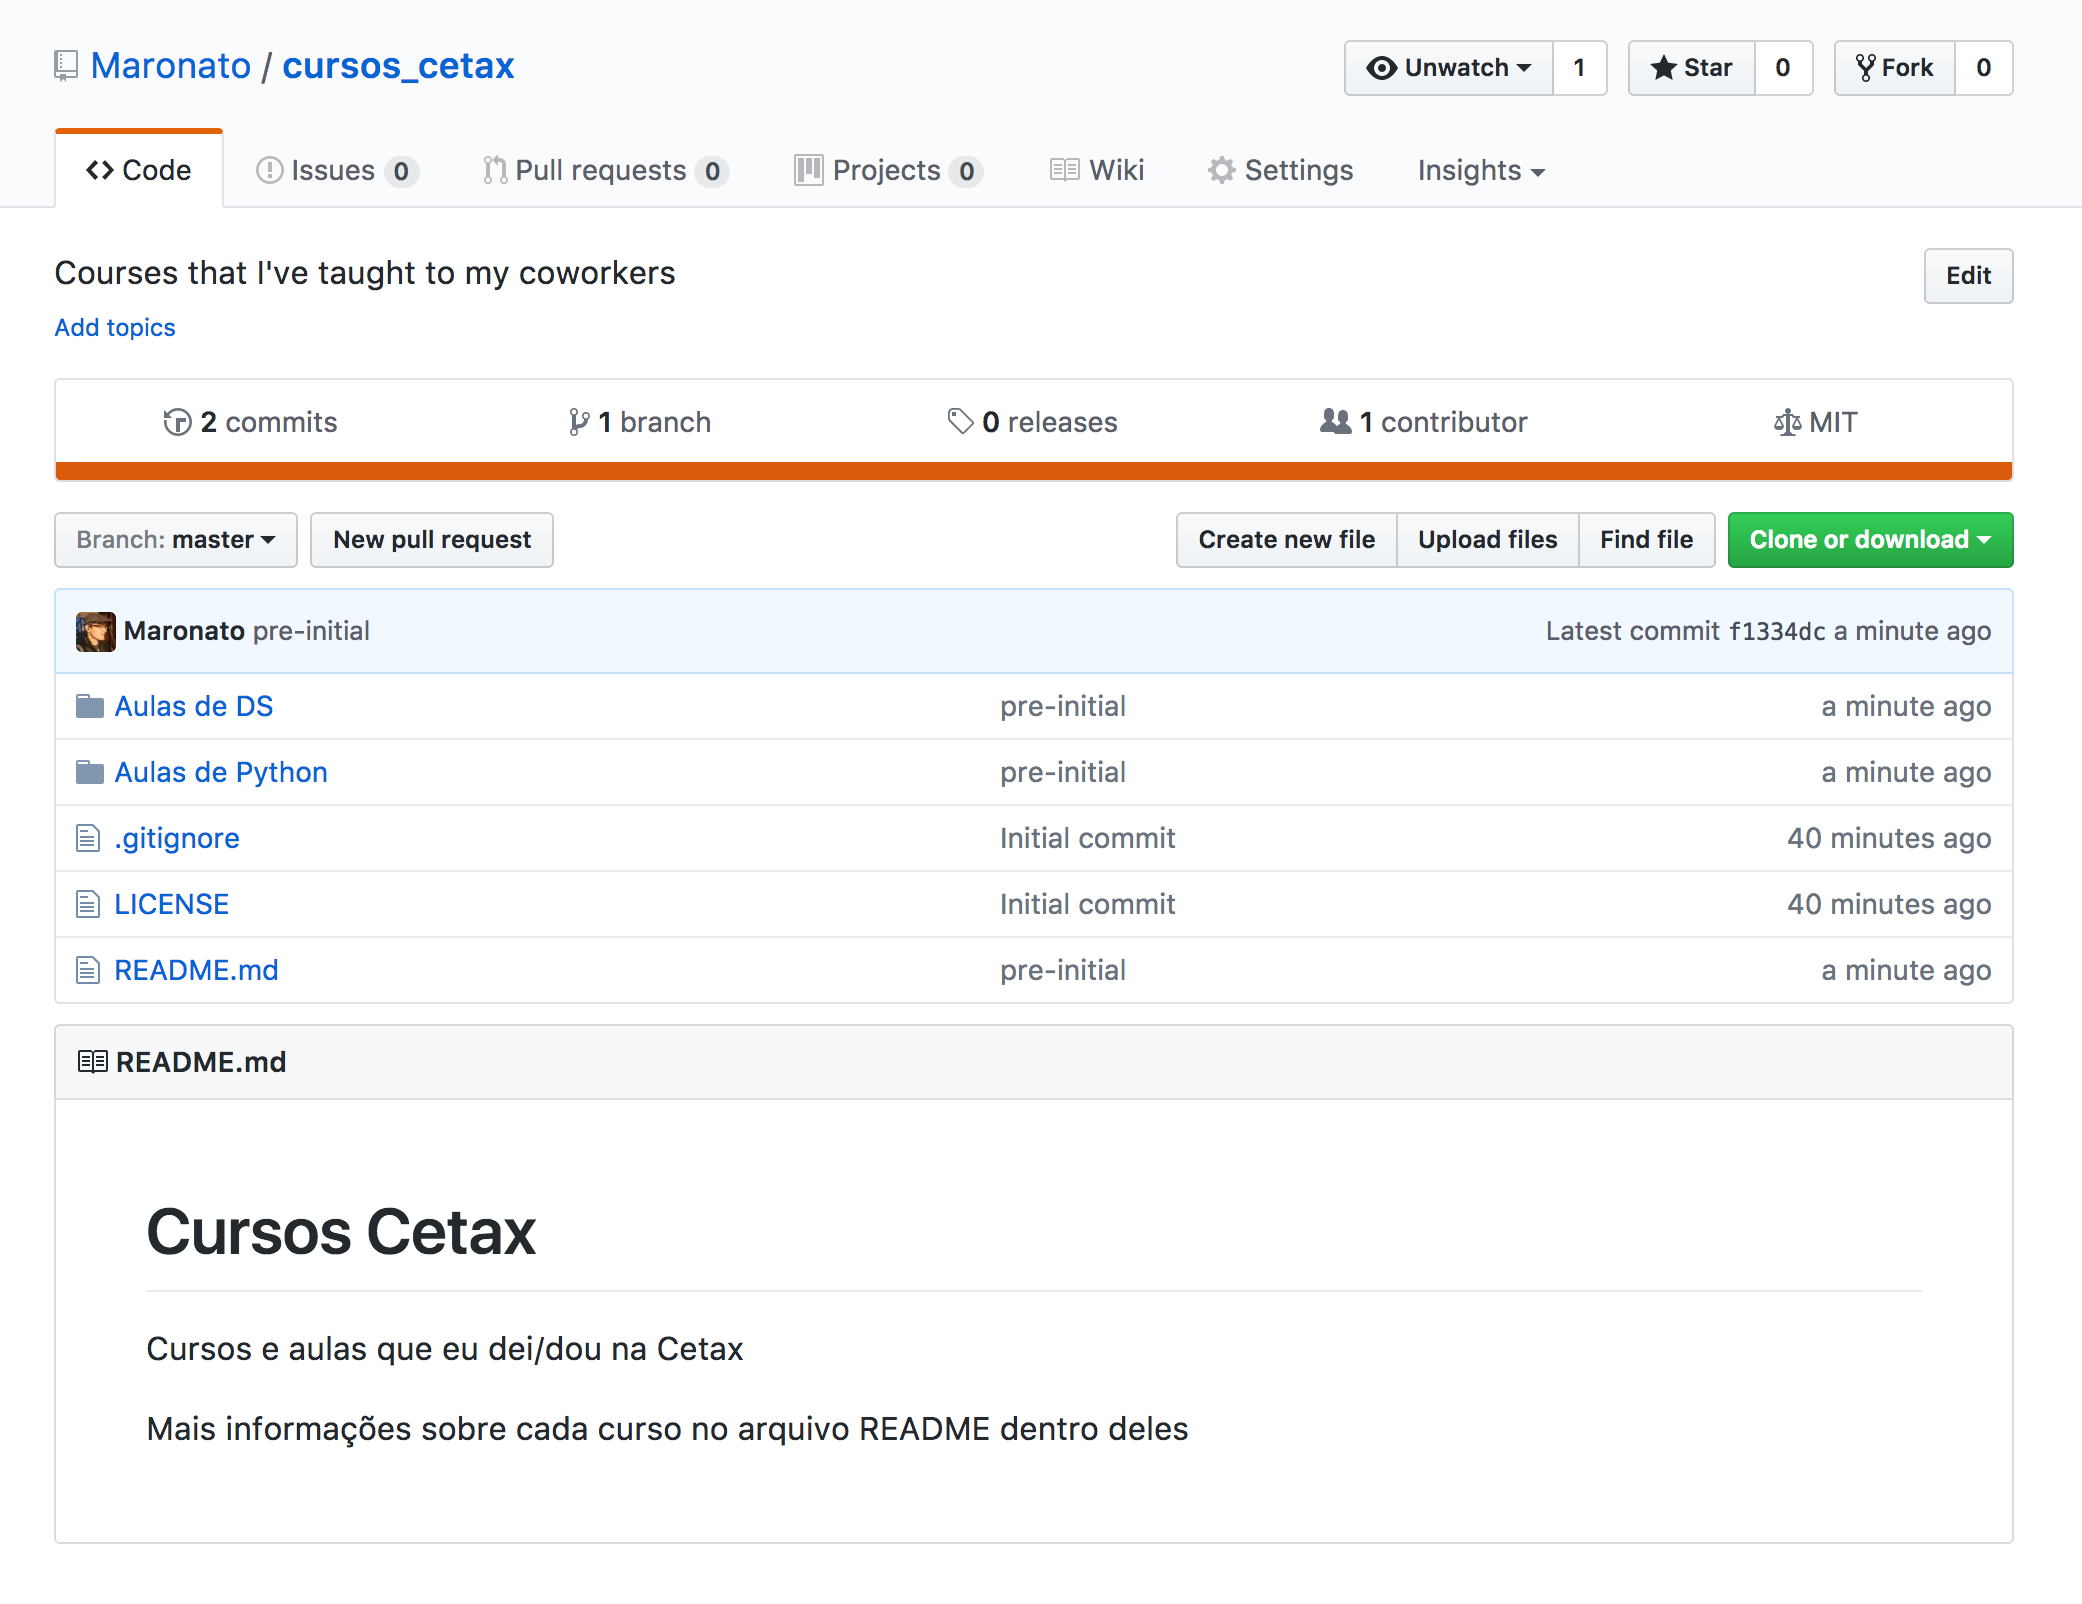 Maronato / cursos_cetax
Unwatch 1 Star 0 Fork 0
Code Issues 0 Pull requests 0 Projects 0 Wiki Settings Insights
Courses that I've taught to my coworkers
Edit
Add topics
2 commits 1 branch 0 releases 1 contributor MIT
Branch: master New pull request Create new file Upload files Find file Clone or download
Maronato pre-initial Latest commit f1334dc a minute ago
Aulas de DS pre-initial a minute ago
Aulas de Python pre-initial a minute ago
.gitignore Initial commit 40 minutes ago
LICENSE Initial commit 40 minutes ago
README.md pre-initial a minute ago
README.md
Cursos Cetax
Cursos e aulas que eu dei/dou na Cetax
Mais informações sobre cada curso no arquivo README dentro deles